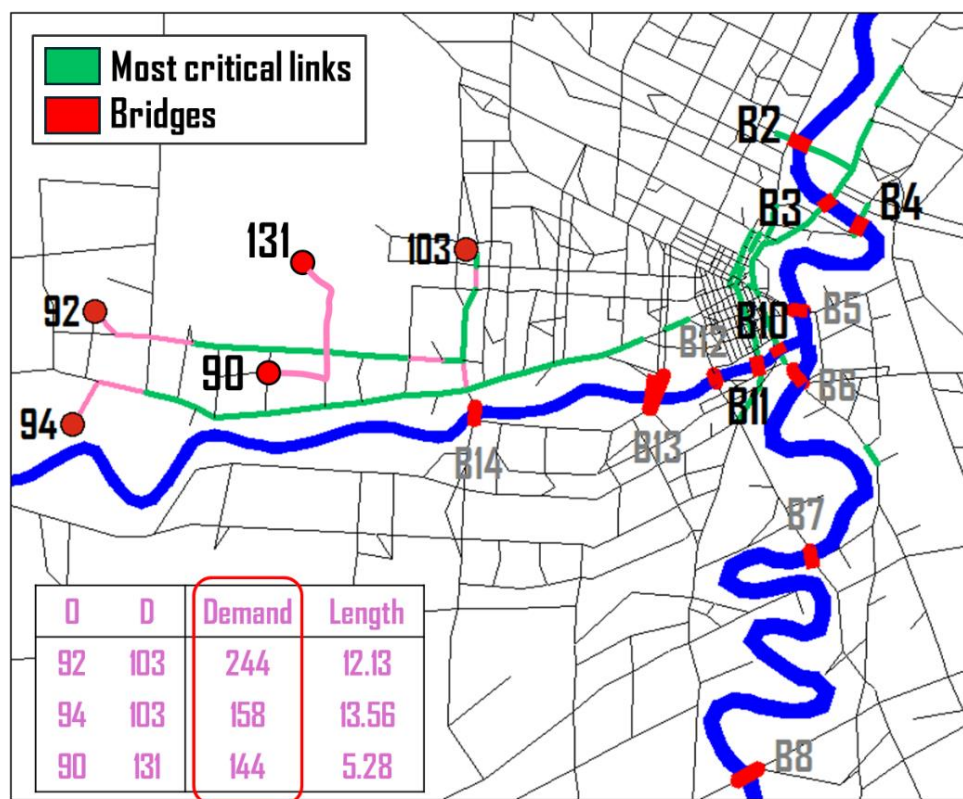 Most critical links
Bridges
B2
B3
B4
131
103
92
B10
B5
B12
90
B6
94
B11
B14
B13
B7
O D Demand Length
92 103 244 12.13
94 103 158 13.56
90 131 144 5.28
B8